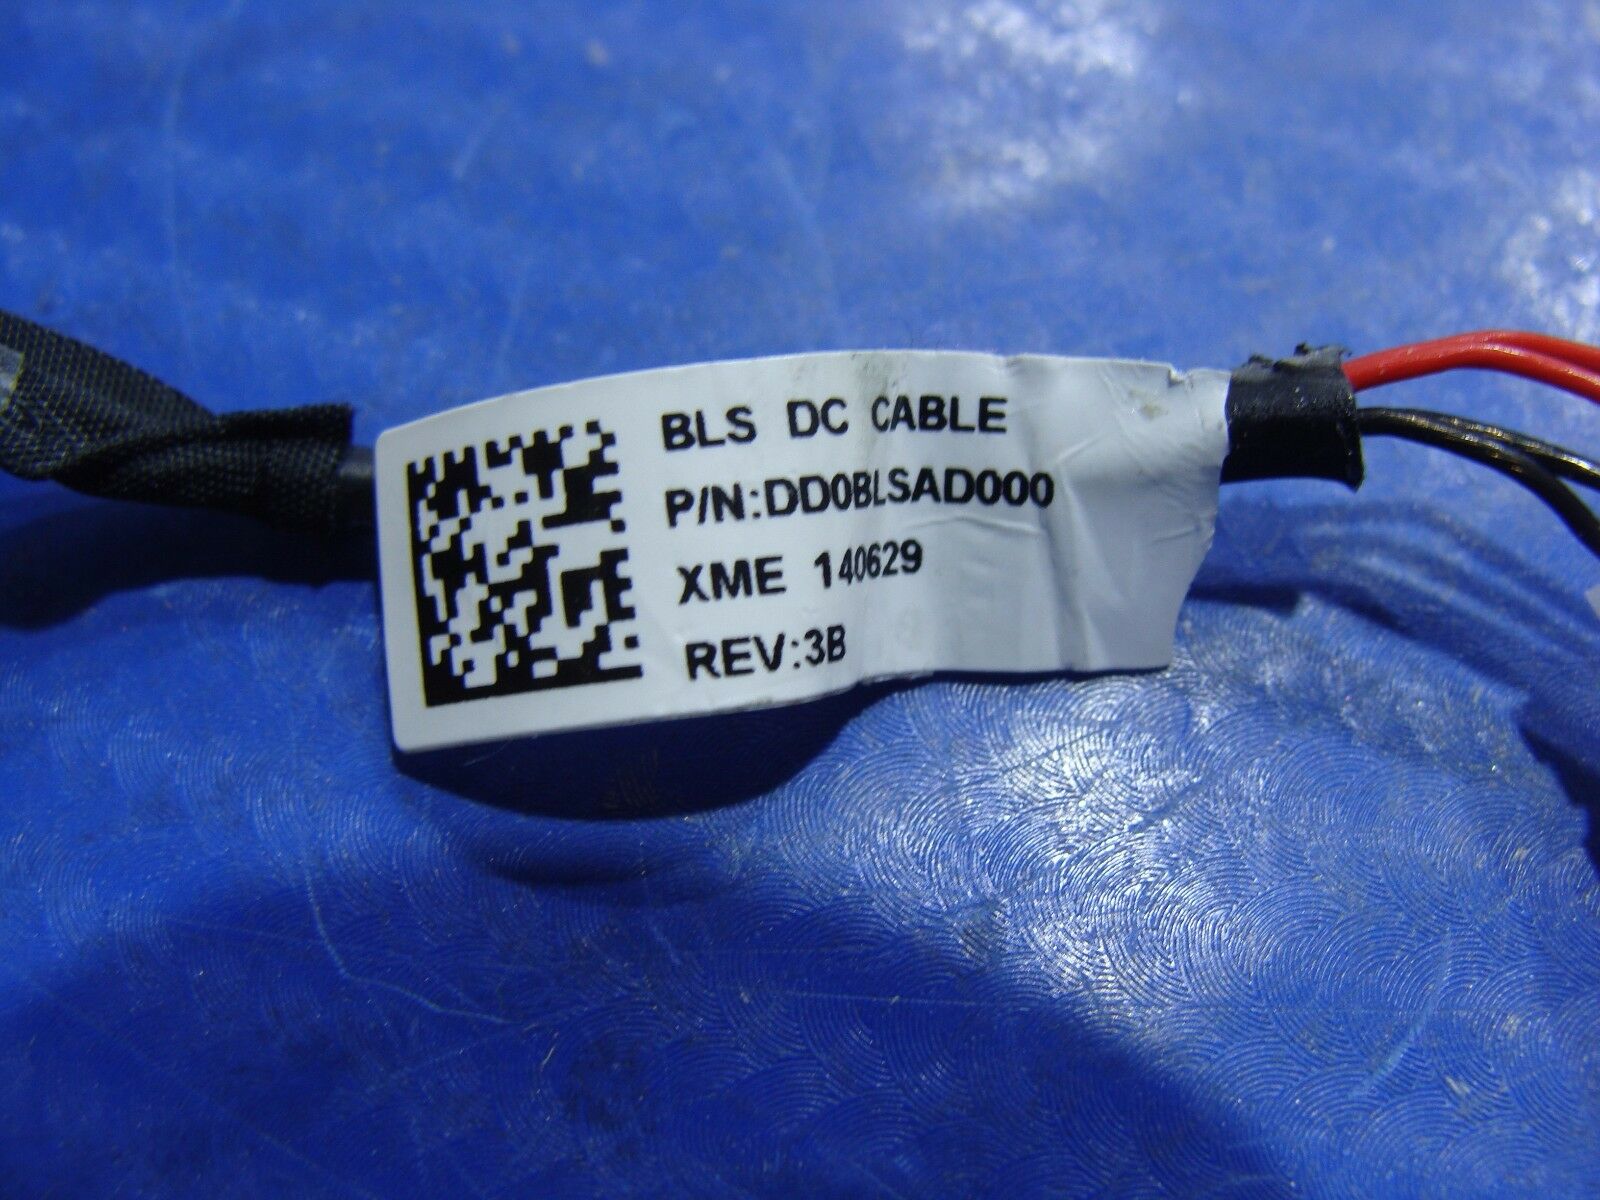 BLS DC CABLE
P/N:DD0BLSAD000
XME 140629
REV:3B